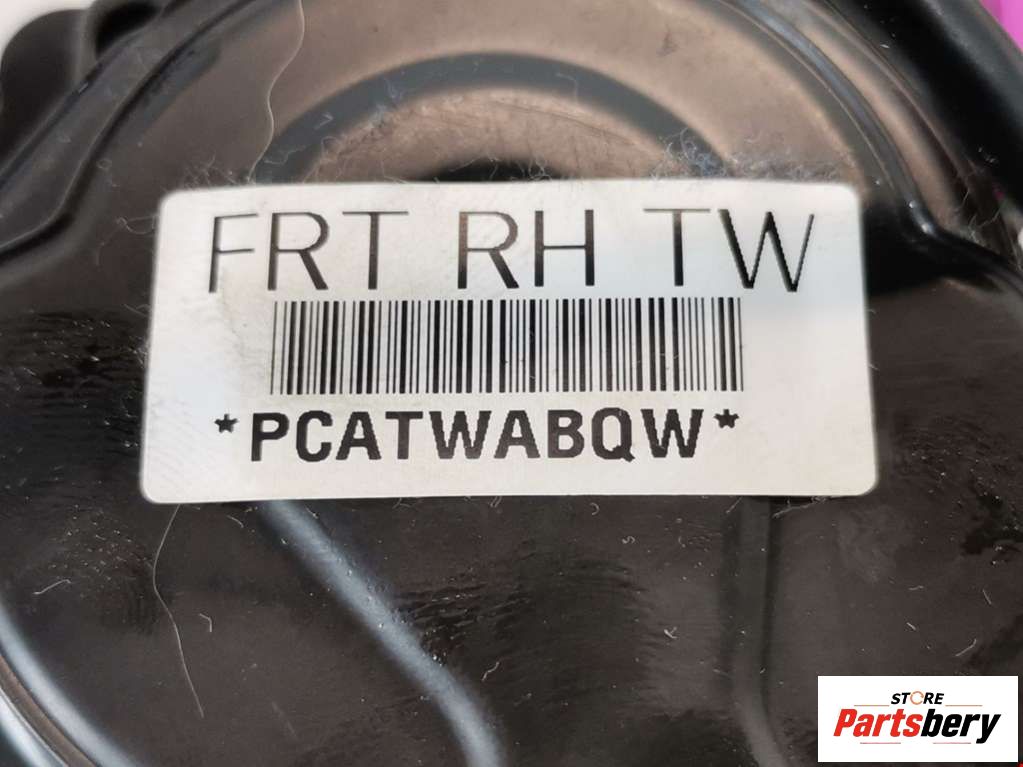 FRT RH TW
*PCATWABQW*
STORE
Partsbery